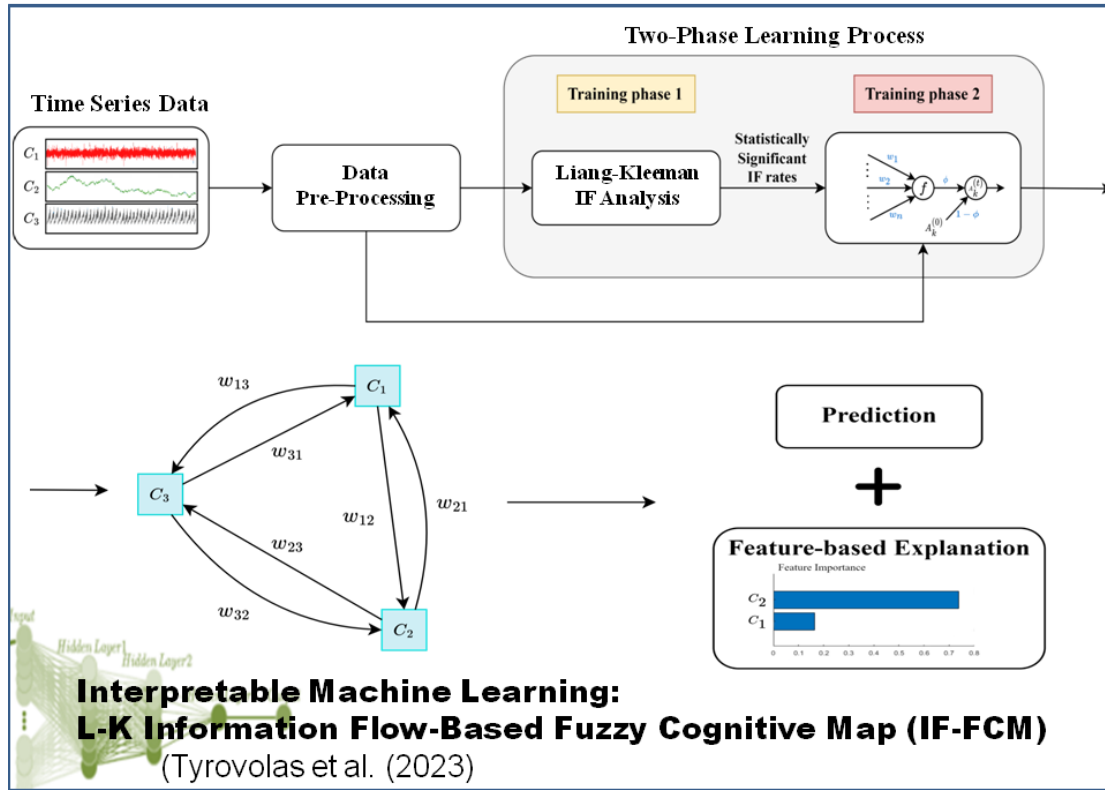 Two-Phase Learning Process
Time Series Data
Training phase 1
Training phase 2
C₁
C₂
C₃
Data
Pre-Processing
Liang-Kleeman
IF Analysis
Statistically
Significant
IF rates
w₁
w₂
wₙ
f
ϕ
A_k^(t)
A_k^(0)
1 − ϕ
w₁₃
C₁
w₃₁
C₃
w₁₂
w₂₁
w₂₃
w₃₂
C₂
Prediction
+
Feature-based Explanation
Feature Importance
C₂
C₁
0 0.1 0.2 0.3 0.4 0.5 0.6 0.7 0.8
Input
Hidden Layer1
Hidden Layer2
Interpretable Machine Learning:
L-K Information Flow-Based Fuzzy Cognitive Map (IF-FCM)
(Tyrovolas et al. (2023)